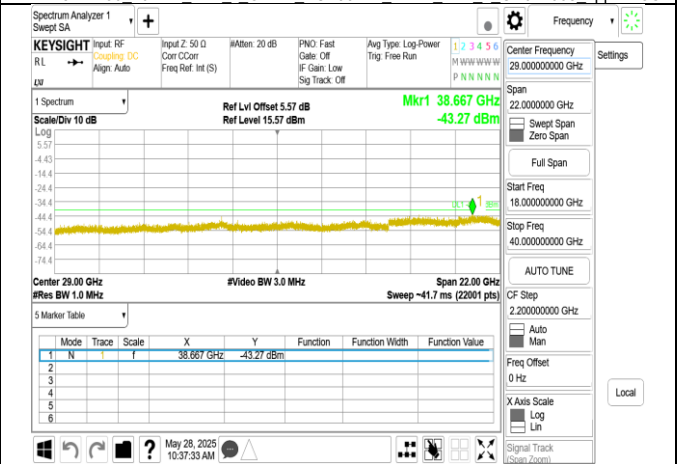 Spectrum Analyzer 1
Swept SA
Frequency
KEYSIGHT
RL
LXI
Input: RF
Coupling: DC
Align: Auto
Input Z: 50 Ω
Corr CCorr
Freq Ref: Int (S)
#Atten: 20 dB
PNO: Fast
Gate: Off
IF Gain: Low
Sig Track: Off
Avg Type: Log-Power
Trig: Free Run
1 2 3 4 5 6
M W W W W W
P N N N N N
Center Frequency
29.000000000 GHz
Settings
Span
22.0000000 GHz
Swept Span
Zero Span
Full Span
Start Freq
18.000000000 GHz
Stop Freq
40.000000000 GHz
AUTO TUNE
CF Step
2.200000000 GHz
Auto
Man
Freq Offset
0 Hz
X Axis Scale
Log
Lin
Signal Track
(Span Zoom)
Local
1 Spectrum
Scale/Div 10 dB
Ref Lvl Offset 5.57 dB
Ref Level 15.57 dBm
Mkr1 38.667 GHz
-43.27 dBm
Log
5.57
-4.43
-14.4
-24.4
-34.4
-44.4
-54.4
-64.4
-74.4
1
Center 29.00 GHz
#Res BW 1.0 MHz
#Video BW 3.0 MHz
Span 22.00 GHz
Sweep ~41.7 ms (22001 pts)
5 Marker Table
Mode Trace Scale X Y Function Function Width Function Value
1 N 1 f 38.667 GHz -43.27 dBm
2
3
4
5
6
May 28, 2025
10:37:33 AM